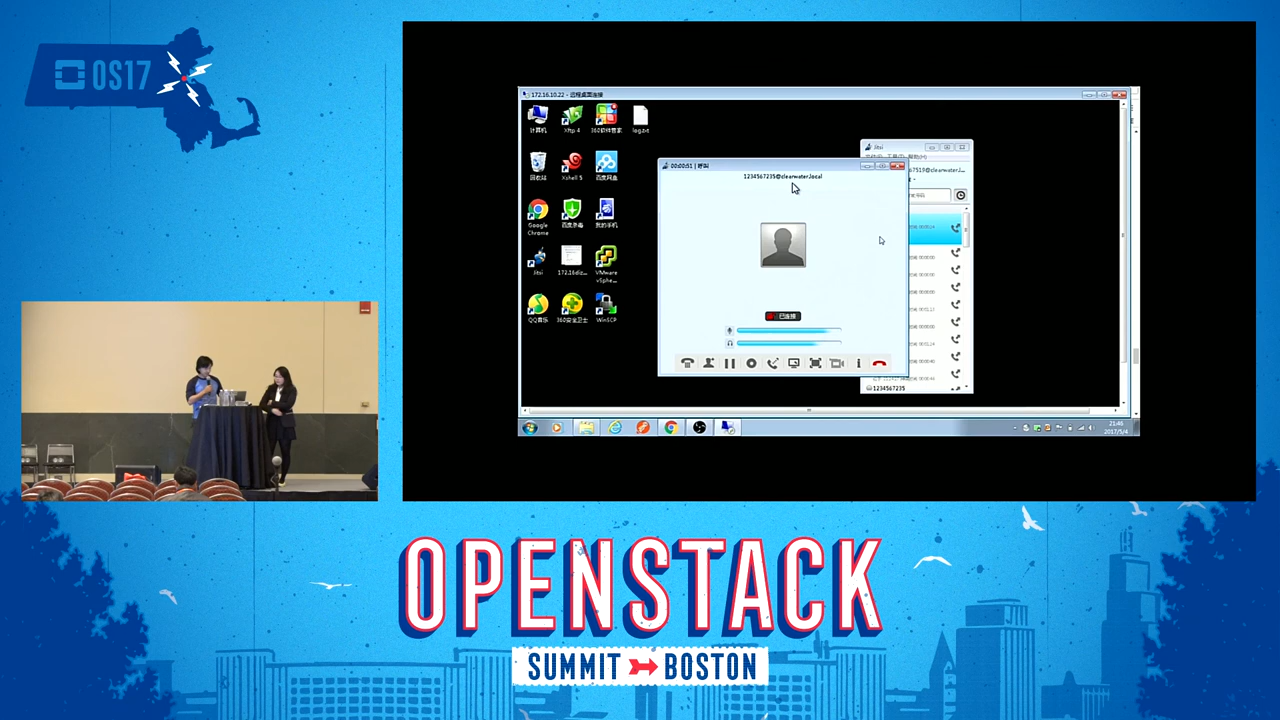 OS17
172.16.10.22 - 远程桌面连接
计算机
Xftp 4
360软件管家
log.txt
回收站
Xshell 5
百度网盘
Google Chrome
百度杀毒
我的手机
Jitsi
172.16diz...
VMware vSphe...
QQ音乐
360安全卫士
WinSCP
Jitsi
00:00:51 | 呼叫
1234567235@clearwater.local
已连接
1234567235
21:46
2017/5/4
OPENSTACK
SUMMIT BOSTON